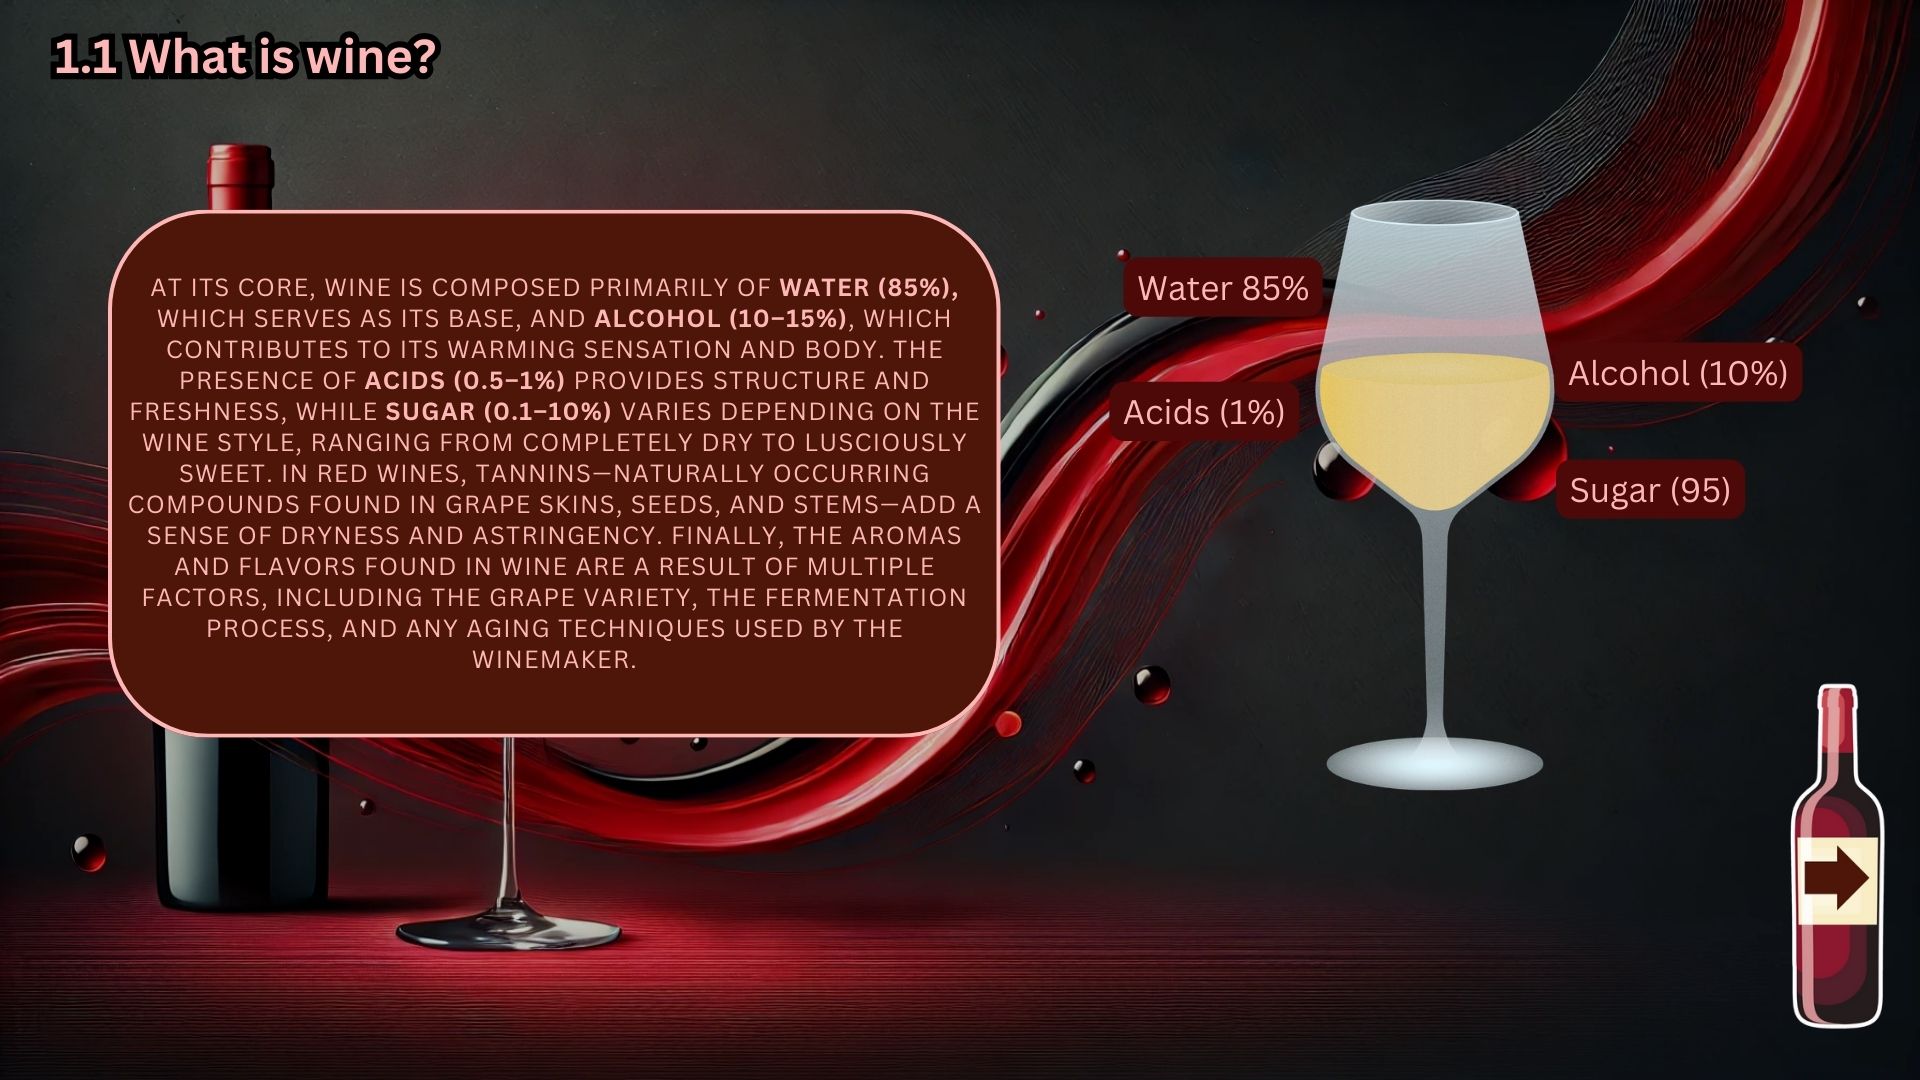 1.1 What is wine?
AT ITS CORE, WINE IS COMPOSED PRIMARILY OF WATER (85%),
WHICH SERVES AS ITS BASE, AND ALCOHOL (10–15%), WHICH
CONTRIBUTES TO ITS WARMING SENSATION AND BODY. THE
PRESENCE OF ACIDS (0.5–1%) PROVIDES STRUCTURE AND
FRESHNESS, WHILE SUGAR (0.1–10%) VARIES DEPENDING ON THE
WINE STYLE, RANGING FROM COMPLETELY DRY TO LUSCIOUSLY
SWEET. IN RED WINES, TANNINS—NATURALLY OCCURRING
COMPOUNDS FOUND IN GRAPE SKINS, SEEDS, AND STEMS—ADD A
SENSE OF DRYNESS AND ASTRINGENCY. FINALLY, THE AROMAS
AND FLAVORS FOUND IN WINE ARE A RESULT OF MULTIPLE
FACTORS, INCLUDING THE GRAPE VARIETY, THE FERMENTATION
PROCESS, AND ANY AGING TECHNIQUES USED BY THE
WINEMAKER.
Water 85%
Alcohol (10%)
Acids (1%)
Sugar (95)